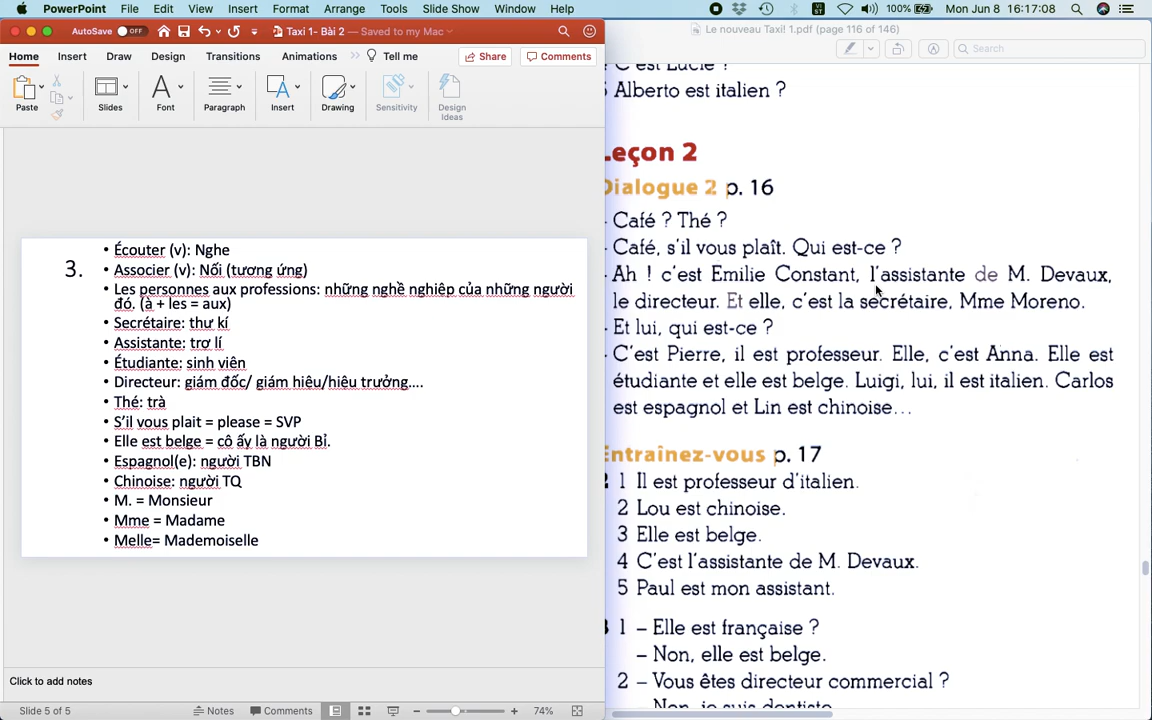 PowerPoint File Edit View Insert Format Arrange Tools Slide Show Window Help 100% Mon Jun 8 16:17:08
AutoSave OFF Taxi 1- Bài 2 — Saved to my Mac
Home Insert Draw Design Transitions Animations Tell me Share Comments
Paste Slides Font Paragraph Insert Drawing Sensitivity Design
Ideas
3.
• Écouter (v): Nghe
• Associer (v): Nối (tương ứng)
• Les personnes aux professions: những nghề nghiệp của những người
đó. (à + les = aux)
• Secrétaire: thư kí
• Assistante: trơ lí
• Étudiante: sinh viên
• Directeur: giám đốc/ giám hiêu/hiệu trưởng....
• Thé: trà
• S’il vous plait = please = SVP
• Elle est belge = cô ấy là người Bỉ.
• Espagnol(e): người TBN
• Chinoise: người TQ
• M. = Monsieur
• Mme = Madame
• Melle= Mademoiselle
Click to add notes
Slide 5 of 5 Notes Comments 74%
Le nouveau Taxi! 1.pdf (page 116 of 146)
Search
C'est Lucie ?
Alberto est italien ?
Leçon 2
Dialogue 2 p. 16
- Café ? Thé ?
- Café, s'il vous plaît. Qui est-ce ?
- Ah ! c'est Emilie Constant, l'assistante de M. Devaux,
le directeur. Et elle, c'est la secrétaire, Mme Moreno.
- Et lui, qui est-ce ?
- C'est Pierre, il est professeur. Elle, c'est Anna. Elle est
étudiante et elle est belge. Luigi, lui, il est italien. Carlos
est espagnol et Lin est chinoise…
Entraînez-vous p. 17
2 1 Il est professeur d'italien.
2 Lou est chinoise.
3 Elle est belge.
4 C'est l'assistante de M. Devaux.
5 Paul est mon assistant.
3 1 – Elle est française ?
– Non, elle est belge.
2 – Vous êtes directeur commercial ?
– Non, je suis dentiste.